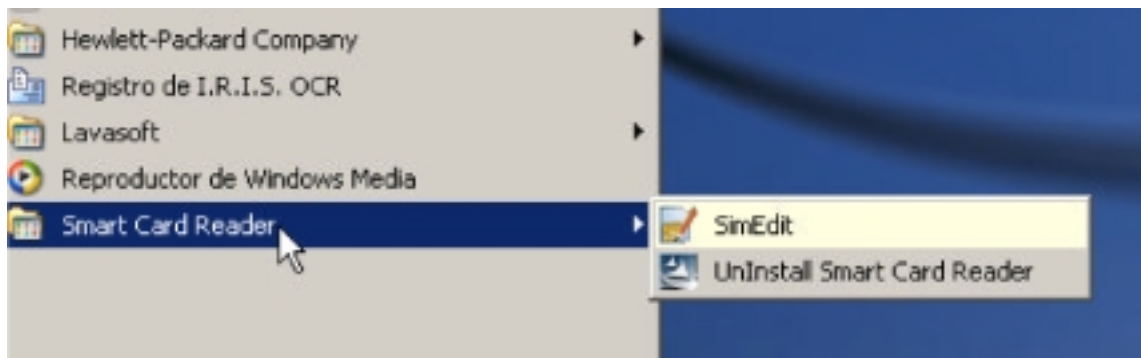 Hewlett-Packard Company
Registro de I.R.I.S. OCR
Lavasoft
Reproductor de Windows Media
Smart Card Reader
SimEdit
UnInstall Smart Card Reader